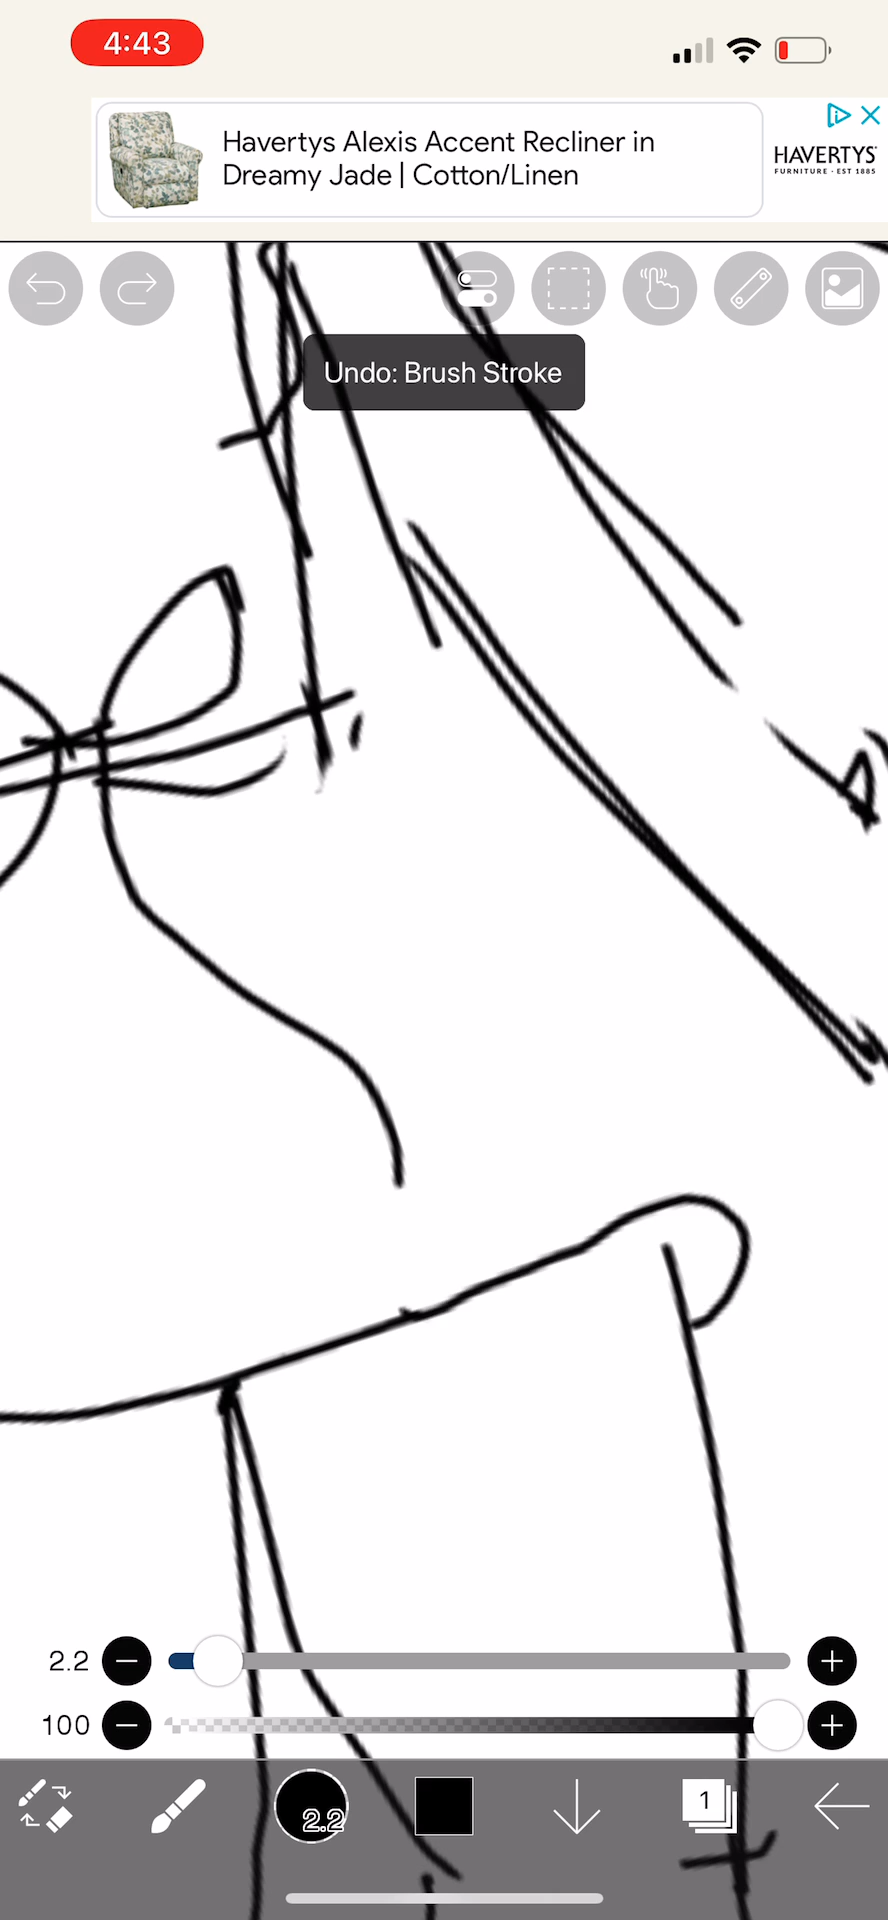 4:43
Havertys Alexis Accent Recliner in
Dreamy Jade | Cotton/Linen
HAVERTYS
FURNITURE · EST 1885
Undo: Brush Stroke
2.2
100
2.2
1